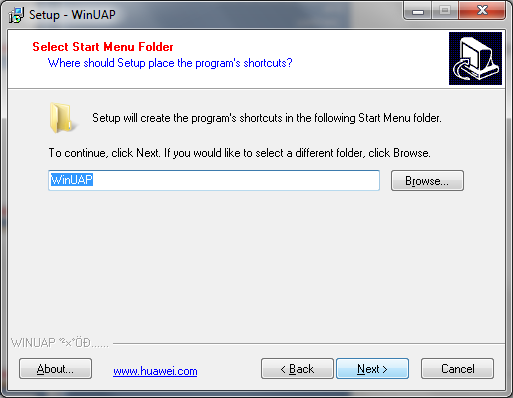 Setup - WinUAP
Select Start Menu Folder
Where should Setup place the program's shortcuts?
Setup will create the program's shortcuts in the following Start Menu folder.
To continue, click Next. If you would like to select a different folder, click Browse.
WinUAP
Browse...
WINUAP °²×°ÖÐ......
About...
www.huawei.com
< Back
Next >
Cancel